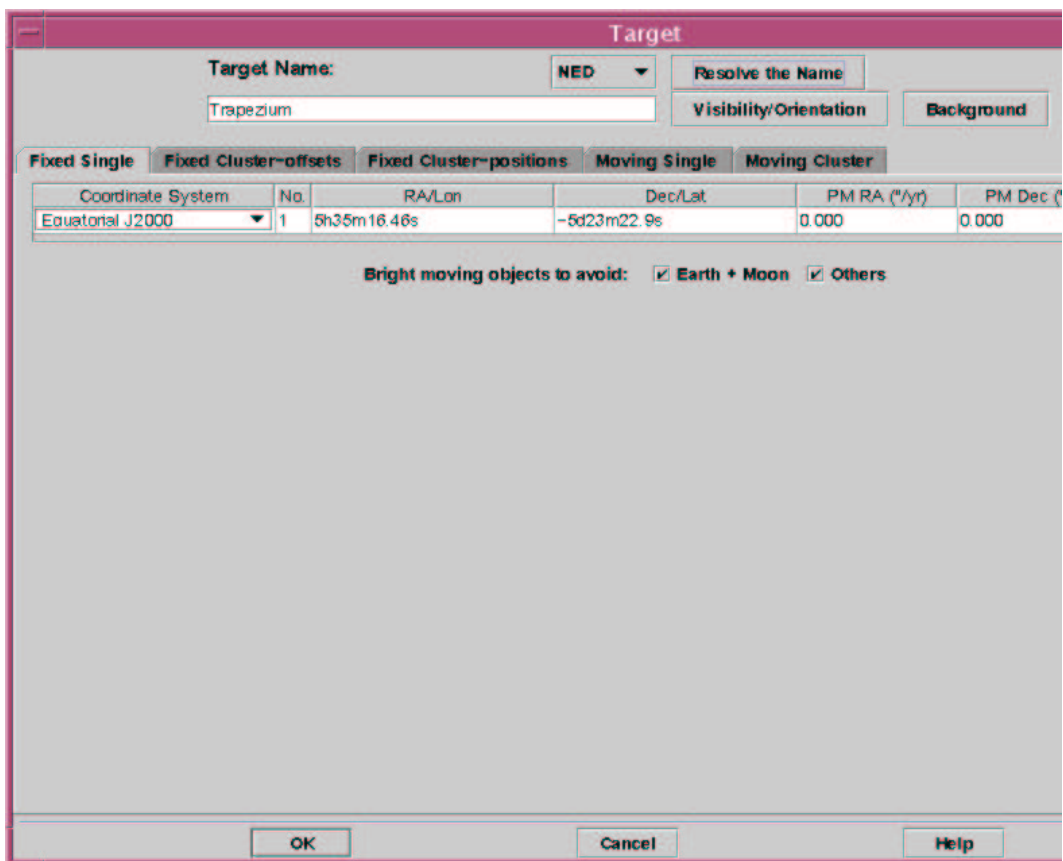 Target
Target Name: NED Resolve the Name
Trapezium Visibility/Orientation Background
Fixed Single Fixed Cluster-offsets Fixed Cluster-positions Moving Single Moving Cluster
Coordinate System No. RA/Lon Dec/Lat PM RA ("/yr) PM Dec ("
Equatorial J2000 1 5h35m16.46s -5d23m22.9s 0.000 0.000
Bright moving objects to avoid: Earth + Moon Others
OK Cancel Help